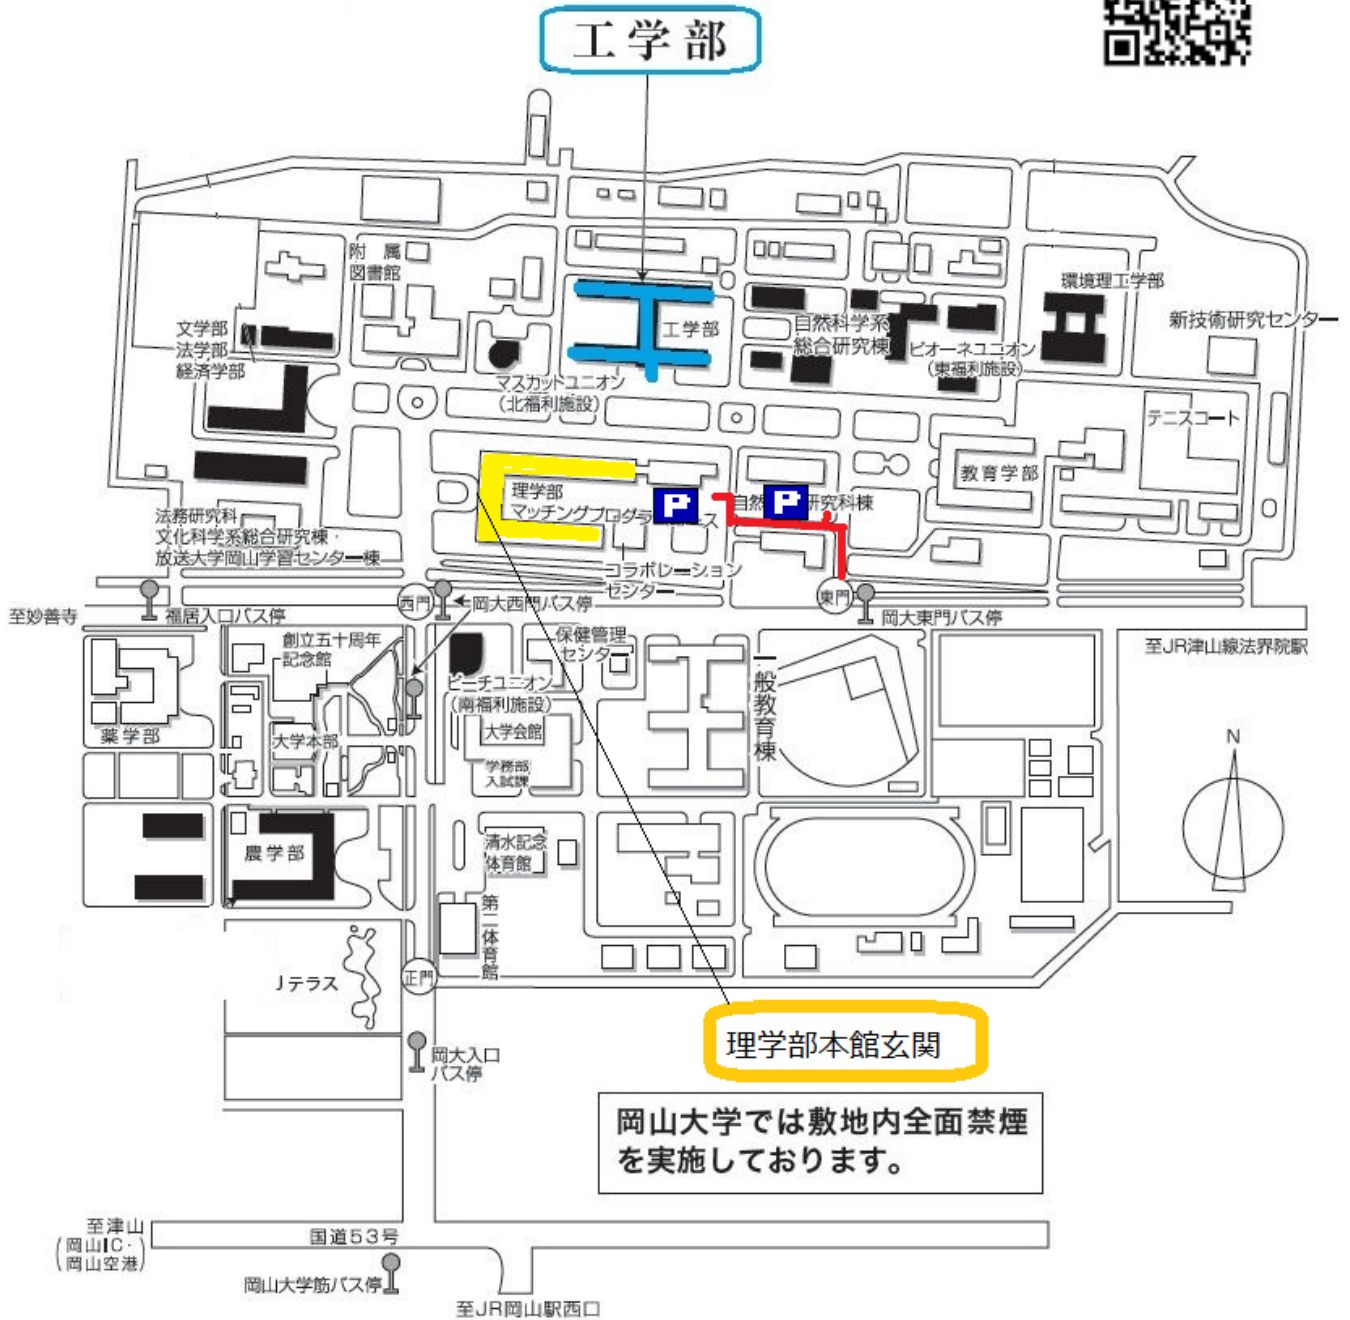 工学部
附属
図書館
環境理工学部
新技術研究センター
文学部
法学部
経済学部
工学部
自然科学系
総合研究棟
ピオーネユニオン
(東福利施設)
マスカットユニオン
(北福利施設)
テニスコート
教育学部
理学部
マッチングプログラ
ース
P
P
自然
研究科棟
法務研究科
文化科学系総合研究棟・
放送大学岡山学習センター棟
コラボレーション
センター
至妙善寺
福居入口バス停
西門
岡大西門バス停
東門
岡大東門バス停
至JR津山線法界院駅
創立五十周年
記念館
保健管理
センター
ピーチユニオン
(南福利施設)
一般教育棟
薬学部
大学本部
大学会館
学務部
入試課
N
農学部
清水記念
体育館
第二体育館
Jテラス
正門
理学部本館玄関
岡大入口
バス停
岡山大学では敷地内全面禁煙
を実施しております。
至津山
(岡山IC・
岡山空港)
国道53号
岡山大学筋バス停
至JR岡山駅西口